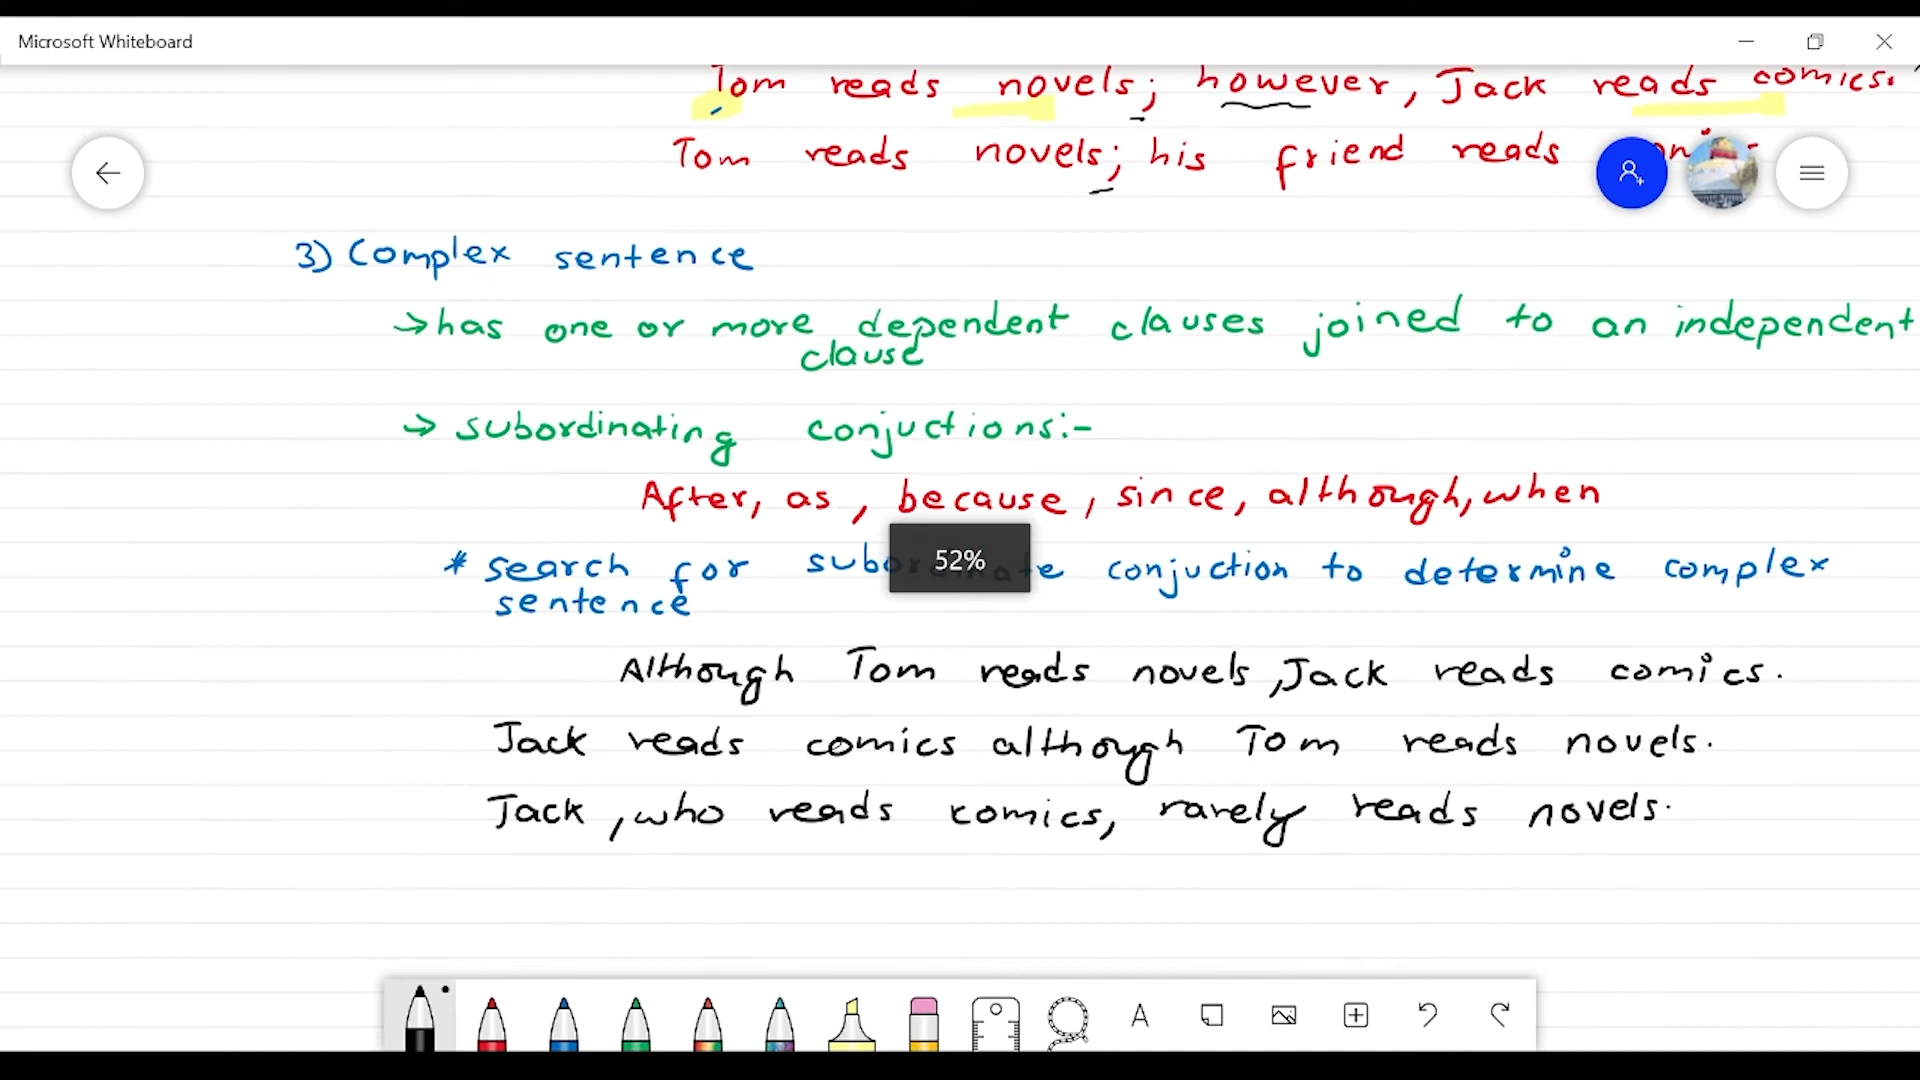 Microsoft Whiteboard
Tom reads novels; however, Jack reads comics.
Tom reads novels; his friend reads
3) Complex sentence
→ has one or more dependent clauses joined to an independent
clause
→ subordinating conjuctions:-
After, as, because, since, although, when
* search for conjuction to determine complex
52%
sentence
Although Tom reads novels, Jack reads comics.
Jack reads comics although Tom reads novels.
Jack, who reads comics, rarely reads novels.